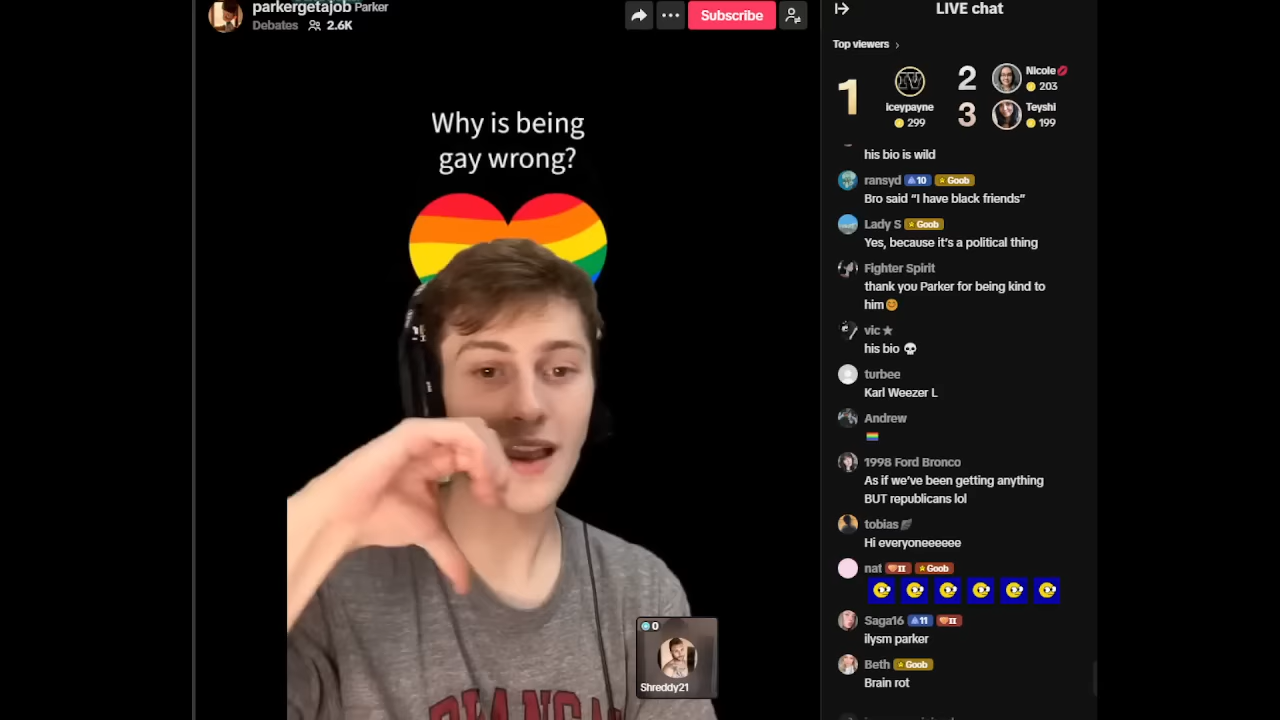 parkergetajob Parker
Debates 2.6K
Subscribe
LIVE chat
Top viewers
1
IV
Iceypayne
299
2
Nicole
203
3
Teyshi
199
Why is being
gay wrong?
0
Shreddy21
his bio is wild
ransyd 10 Goob
Bro said “I have black friends”
Lady S Goob
Yes, because it’s a political thing
Fighter Spirit
thank you Parker for being kind to
him
vic
his bio
turbee
Karl Weezer L
Andrew
1998 Ford Bronco
As if we’ve been getting anything
BUT republicans lol
tobias
Hi everyoneeeeee
nat II Goob
Saga16 11 II
ilysm parker
Beth Goob
Brain rot